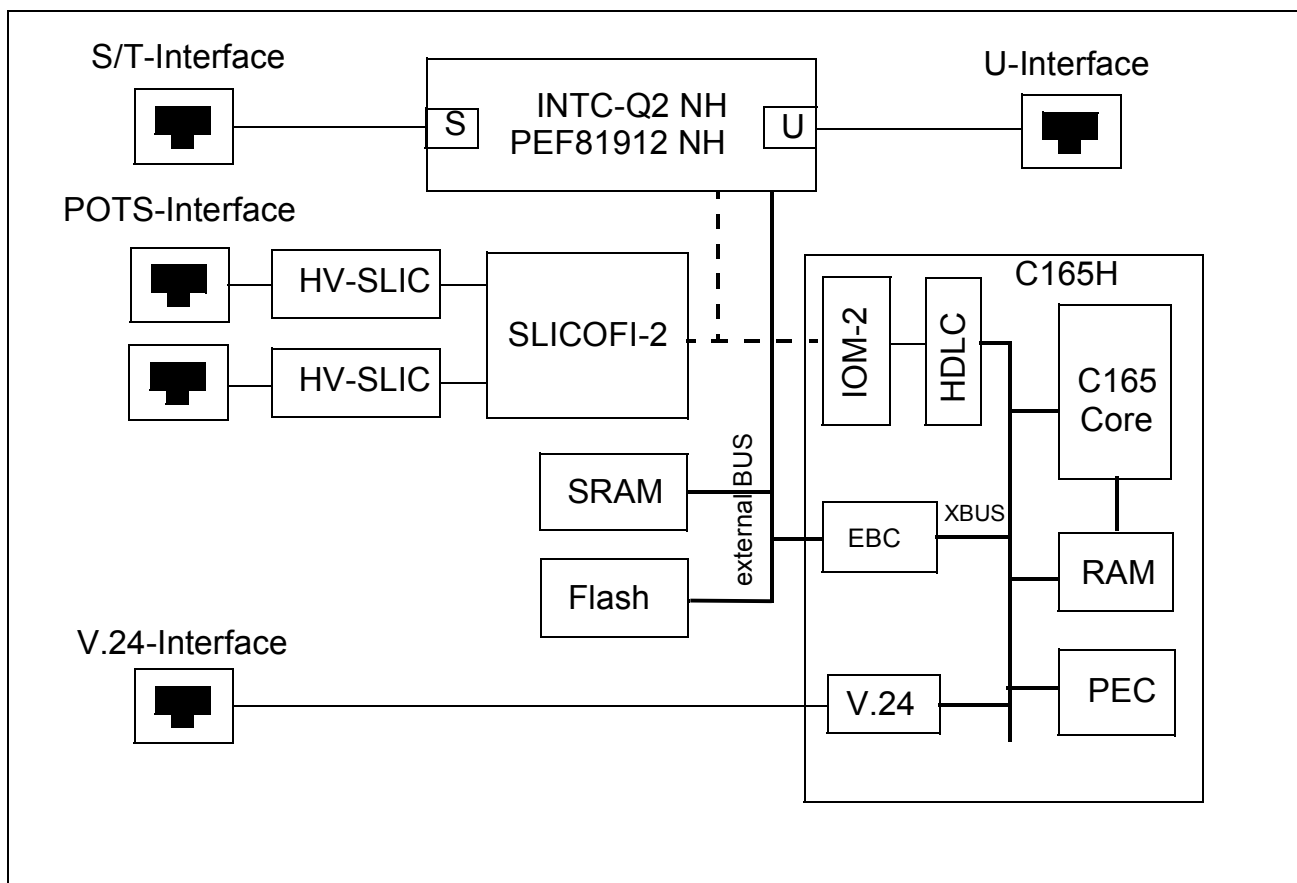 S/T-Interface
U-Interface
INTC-Q2 NH
PEF81912 NH
S
U
POTS-Interface
HV-SLIC
HV-SLIC
SLICOFI-2
C165H
IOM-2
HDLC
C165
Core
SRAM
Flash
external BUS
EBC
XBUS
RAM
V.24-Interface
V.24
PEC